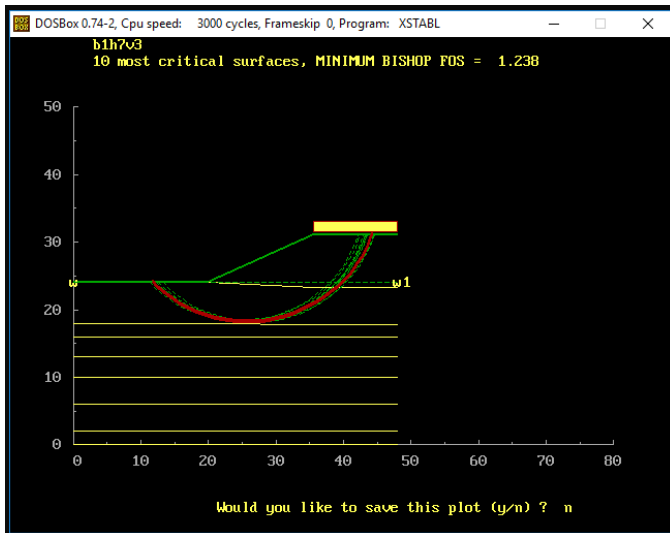 DOSBox 0.74-2, Cpu speed: 3000 cycles, Frameskip 0, Program: XSTABL
b1h7v3
10 most critical surfaces, MINIMUM BISHOP FOS = 1.238
50
40
30
w
w1
20
10
0
0 10 20 30 40 50 60 70 80
Would you like to save this plot (y/n) ? n